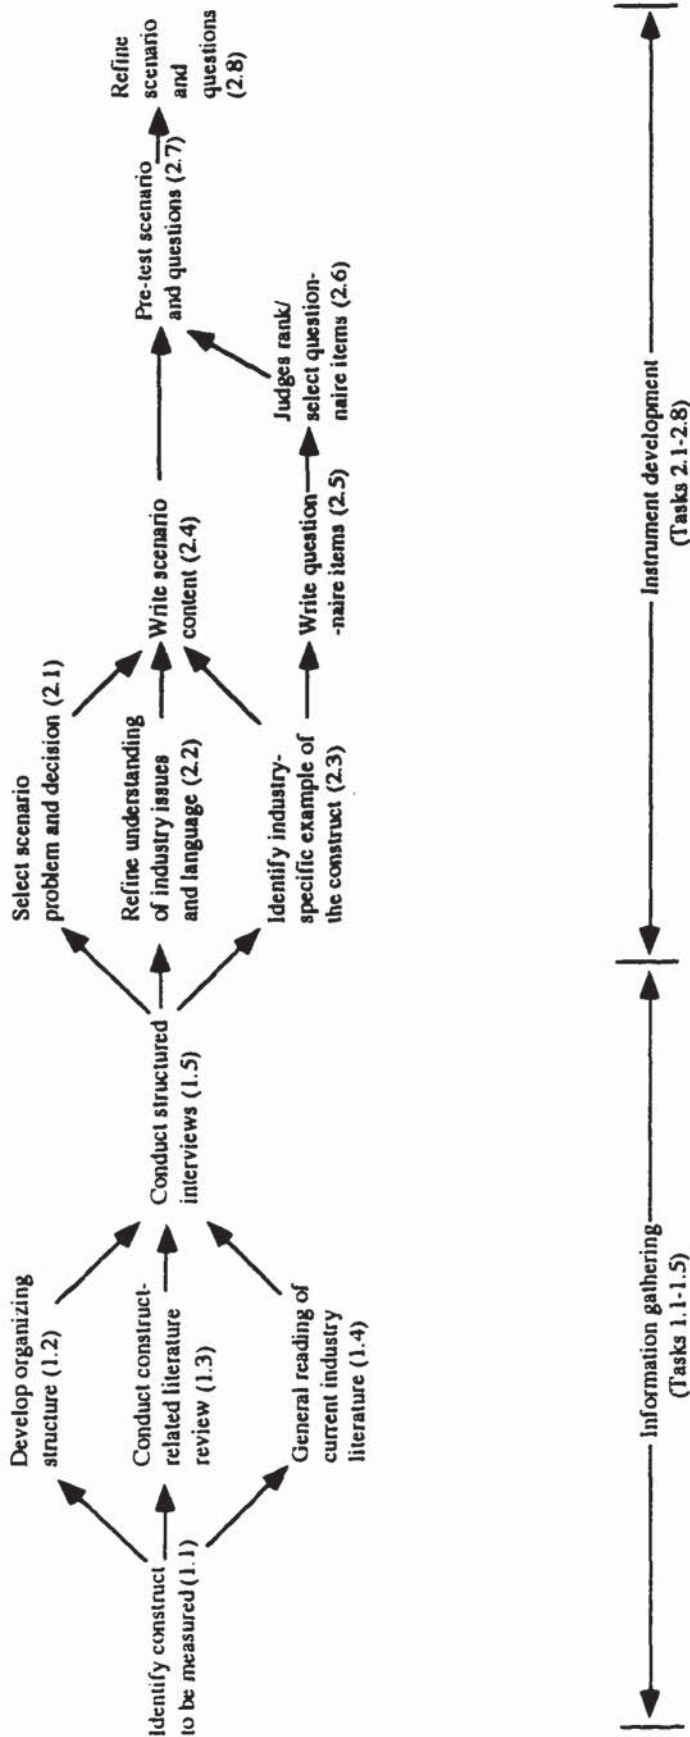 Identify construct
to be measured (1.1)
Develop organizing
structure (1.2)
Conduct construct-
related literature
review (1.3)
General reading of
current industry
literature (1.4)
Conduct structured
interviews (1.5)
Select scenario
problem and decision (2.1)
Refine understanding
of industry issues
and language (2.2)
Identify industry-
specific example of
the construct (2.3)
Write scenario
content (2.4)
Write question
-naire items (2.5)
Judges rank/
select question-
naire items (2.6)
Pre-test scenario
and questions (2.7)
Refine
scenario
and
questions
(2.8)
Information gathering
(Tasks 1.1-1.5)
Instrument development
(Tasks 2.1-2.8)